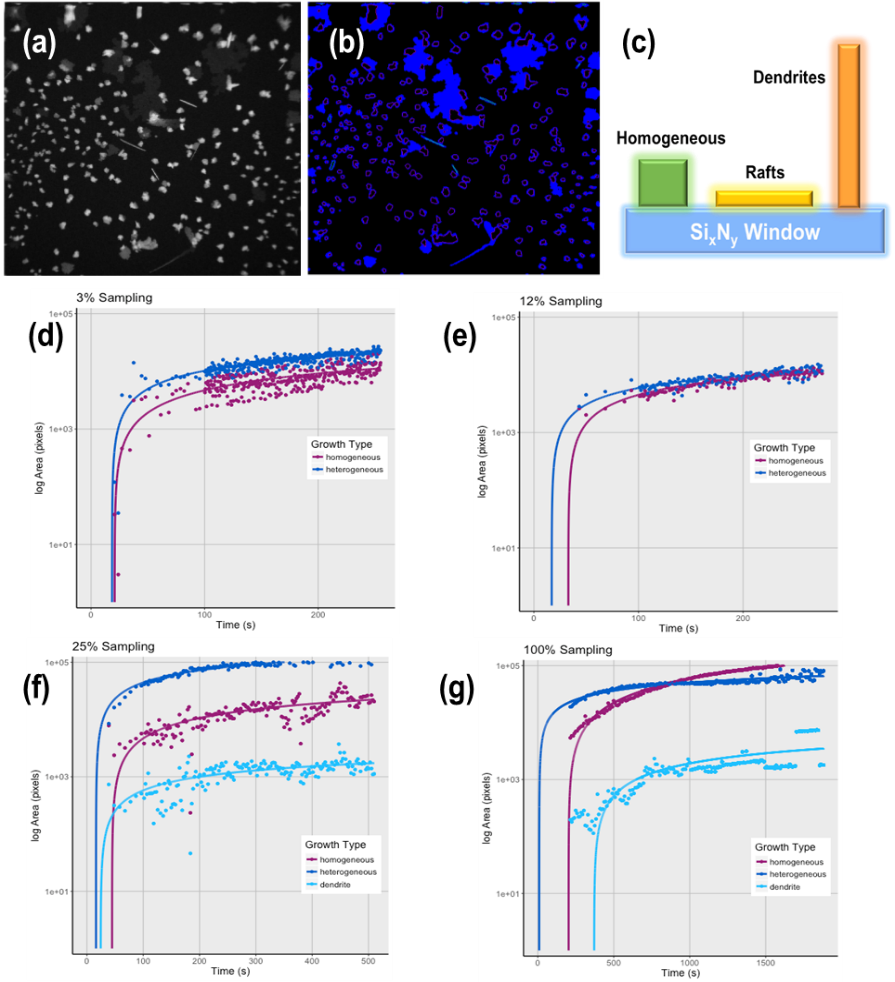 (a)
(b)
(c)
Dendrites
Homogeneous
Rafts
SixNy Window
3% Sampling
(d)
1e+05
1e+03
1e+01
log Area (pixels)
Growth Type
homogeneous
heterogeneous
0
100
200
Time (s)
12% Sampling
(e)
1e+05
1e+03
1e+01
log Area (pixels)
Growth Type
homogeneous
heterogeneous
0
100
200
Time (s)
25% Sampling
(f)
1e+05
1e+03
1e+01
log Area (pixels)
Growth Type
homogeneous
heterogeneous
dendrite
0
100
200
300
400
500
Time (s)
100% Sampling
(g)
1e+05
1e+03
1e+01
log Area (pixels)
Growth Type
homogeneous
heterogeneous
dendrite
0
500
1000
1500
Time (s)